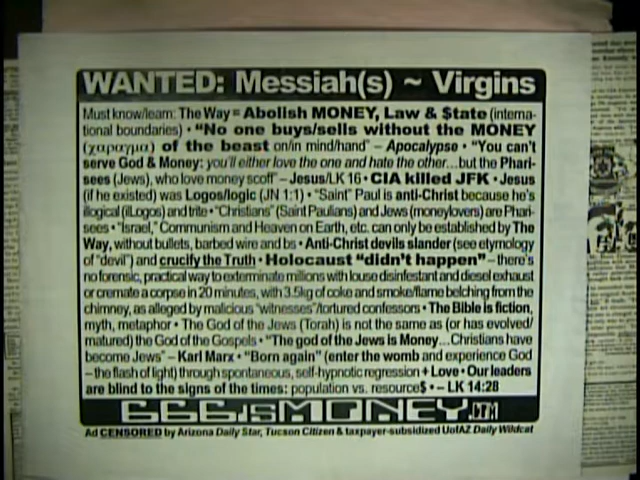 WANTED: Messiah(s) ~ Virgins
Must know/learn: The Way = Abolish MONEY, Law & $tate (interna-
tional boundaries) • "No one buys/sells without the MONEY
(χαραγμα) of the beast on/in mind/hand" – Apocalypse • "You can't
serve God & Money: you'll either love the one and hate the other...but the Phari-
sees (Jews), who love money scoff" – Jesus/LK 16 • CIA killed JFK • Jesus
(if he existed) was Logos/logic (JN 1:1) • "Saint" Paul is anti-Christ because he's
illogical (iLogos) and trite • "Christians" (Saint Paulians) and Jews (moneylovers) are Phari-
sees • "Israel," Communism and Heaven on Earth, etc. can only be established by The
Way, without bullets, barbed wire and bs • Anti-Christ devils slander (see etymology
of "devil") and crucify the Truth • Holocaust "didn't happen" – there's
no forensic, practical way to exterminate millions with louse disinfestant and diesel exhaust
or cremate a corpse in 20 minutes, with 3.5kg of coke and smoke/flame belching from the
chimney, as alleged by malicious "witnesses"/tortured confessors • The Bible is fiction,
myth, metaphor • The God of the Jews (Torah) is not the same as (or has evolved/
matured) the God of the Gospels • "The god of the Jews is Money...Christians have
become Jews" – Karl Marx • "Born again" (enter the womb and experience God
– the flash of light) through spontaneous, self-hypnotic regression + Love • Our leaders
are blind to the signs of the times: population vs. resource$ • – LK 14:28
666isMONEY.com
Ad CENSORED by Arizona Daily Star, Tucson Citizen & taxpayer-subsidized UofAZ Daily Wildcat